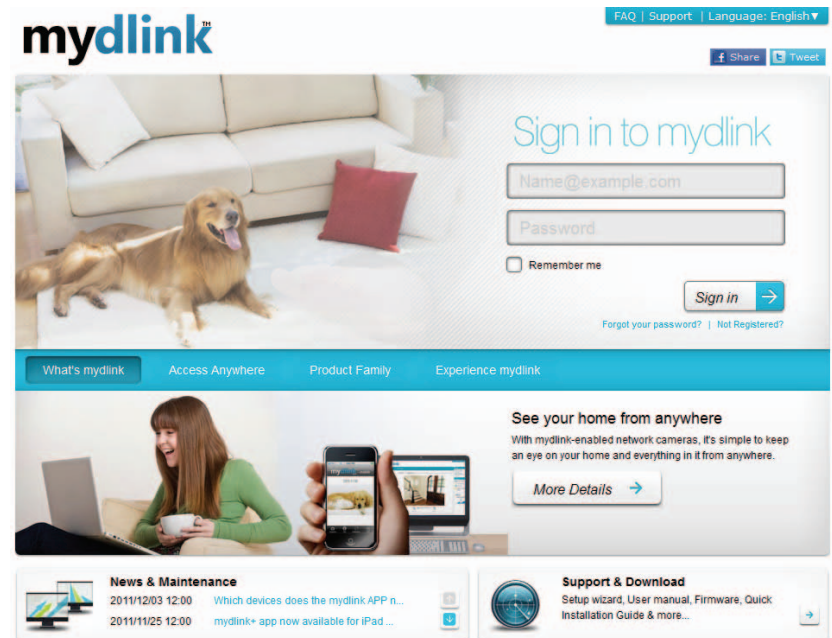 mydlink™
FAQ | Support | Language: English▼
Share Tweet
Sign in to mydlink
Name@example.com
Password
Remember me
Sign in
Forgot your password? | Not Registered?
What's mydlink Access Anywhere Product Family Experience mydlink
See your home from anywhere
With mydlink-enabled network cameras, it's simple to keep
an eye on your home and everything in it from anywhere.
More Details
News & Maintenance
2011/12/03 12:00 Which devices does the mydlink APP n...
2011/11/25 12:00 mydlink+ app now available for iPad ...
Support & Download
Setup wizard, User manual, Firmware, Quick
Installation Guide & more...